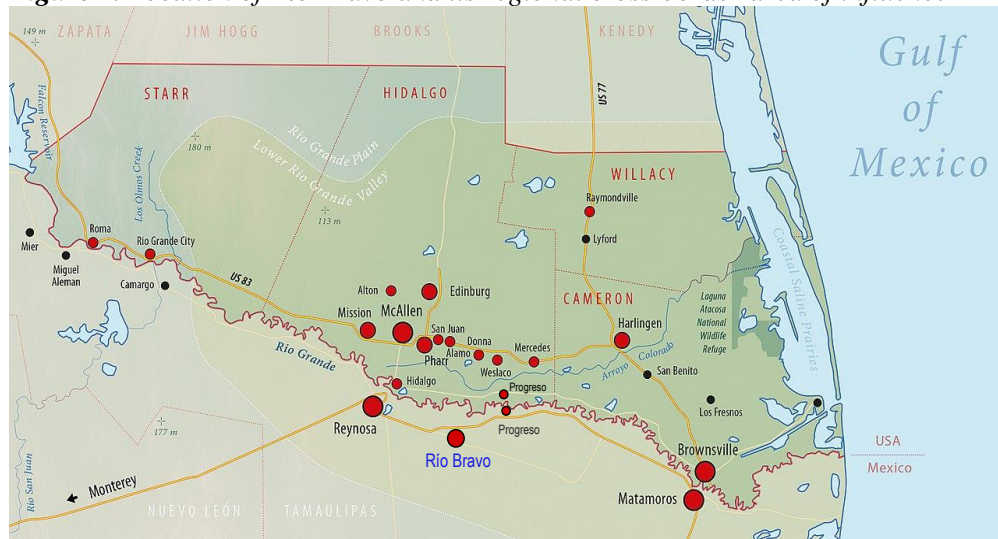 149 m
ZAPATA
JIM HOGG
BROOKS
KENEDY
Gulf
of
Mexico
US 77
STARR
HIDALGO
Falcon Reservoir
180 m
Rio Grande Plain
Lower Rio Grande Valley
Los Olmos Creek
WILLACY
Raymondville
113 m
Lyford
Roma
Rio Grande City
Mier
Miguel
Aleman
Camargo
US 83
Coastal Saline Prairies
Alton
Edinburg
CAMERON
Laguna
Atacosa
National
Wildlife
Refuge
Mission
McAllen
San Juan
Harlingen
Pharr
Alamo
Donna
Mercedes
Weslaco
Arroyo Colorado
Rio Grande
Hidalgo
San Benito
Progreso
Los Fresnos
Reynosa
Progreso
177 m
Río Bravo
Brownsville
USA
Mexico
Rio San Juan
Monterey
Matamoros
NUEVO LEÓN
TAMAULIPAS